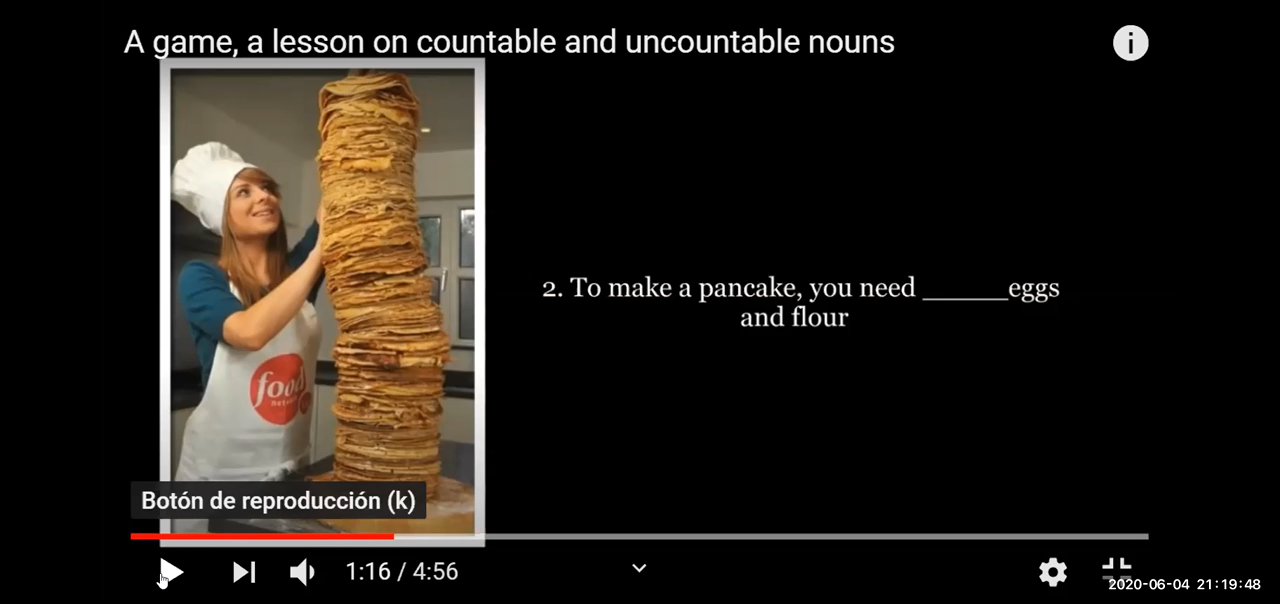 A game, a lesson on countable and uncountable nouns
2. To make a pancake, you need ______eggs
and flour
food
Botón de reproducción (k)
1:16 / 4:56
2020-06-04 21:19:48